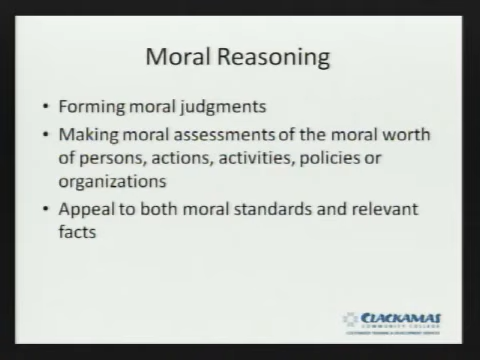 Moral Reasoning
• Forming moral judgments
• Making moral assessments of the moral worth
of persons, actions, activities, policies or
organizations
• Appeal to both moral standards and relevant
facts
CLACKAMAS
COMMUNITY COLLEGE